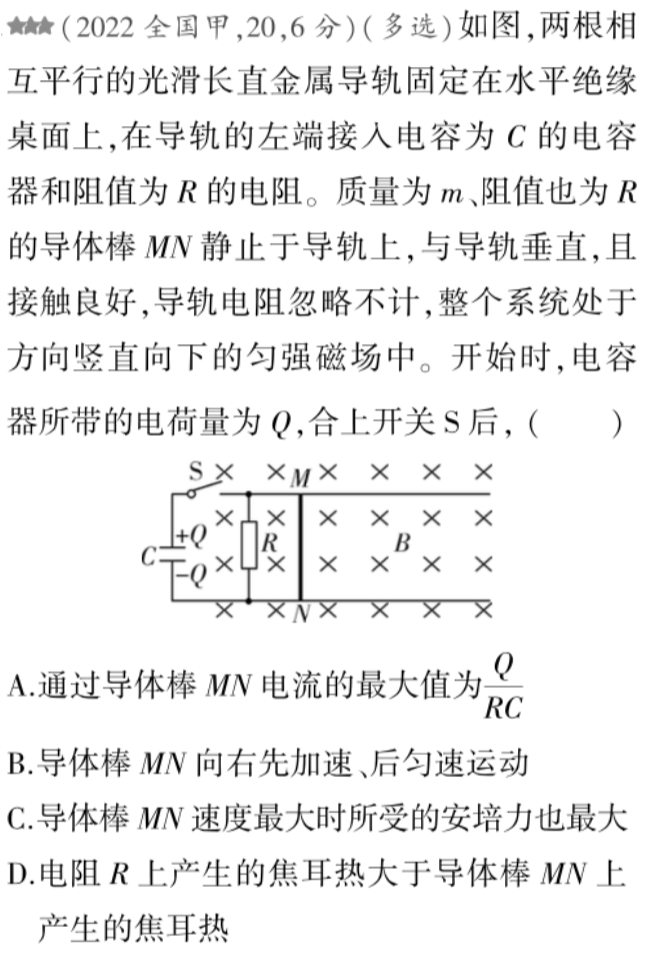 ★★★(2022全国甲,20,6分)(多选)如图,两根相
互平行的光滑长直金属导轨固定在水平绝缘
桌面上,在导轨的左端接入电容为 C 的电容
器和阻值为 R 的电阻。质量为 m、阻值也为 R
的导体棒 MN 静止于导轨上,与导轨垂直,且
接触良好,导轨电阻忽略不计,整个系统处于
方向竖直向下的匀强磁场中。开始时,电容
器所带的电荷量为 Q,合上开关 S 后,(  )
S M
+Q
R B
C
-Q
N
A.通过导体棒 MN 电流的最大值为Q/RC
B.导体棒 MN 向右先加速、后匀速运动
C.导体棒 MN 速度最大时所受的安培力也最大
D.电阻 R 上产生的焦耳热大于导体棒 MN 上
产生的焦耳热